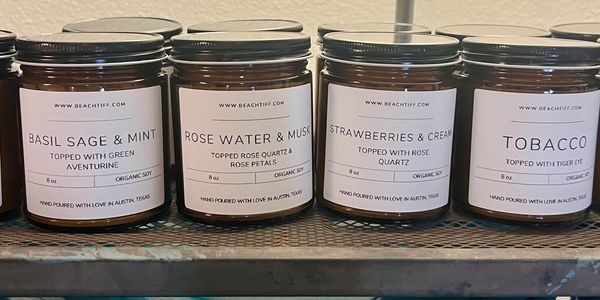 WWW.BEACHTIFF.COM
BASIL SAGE & MINT
TOPPED WITH GREEN
AVENTURINE
8 oz ORGANIC SOY
HAND POURED WITH LOVE IN AUSTIN, TEXAS
WWW.BEACHTIFF.COM
ROSE WATER & MUSK
TOPPED ROSE QUARTZ &
ROSE PETALS
8 oz ORGANIC SOY
HAND POURED WITH LOVE IN AUSTIN, TEXAS
WWW.BEACHTIFF.COM
STRAWBERRIES & CREAM
TOPPED WITH ROSE
QUARTZ
8 oz ORGANIC SOY
HAND POURED WITH LOVE IN AUSTIN, TEXAS
WWW.BEACHTIFF.COM
TOBACCO
TOPPED WITH TIGER EYE
8 oz ORGANIC SOY
HAND POURED WITH LOVE IN AUSTIN, TEXAS